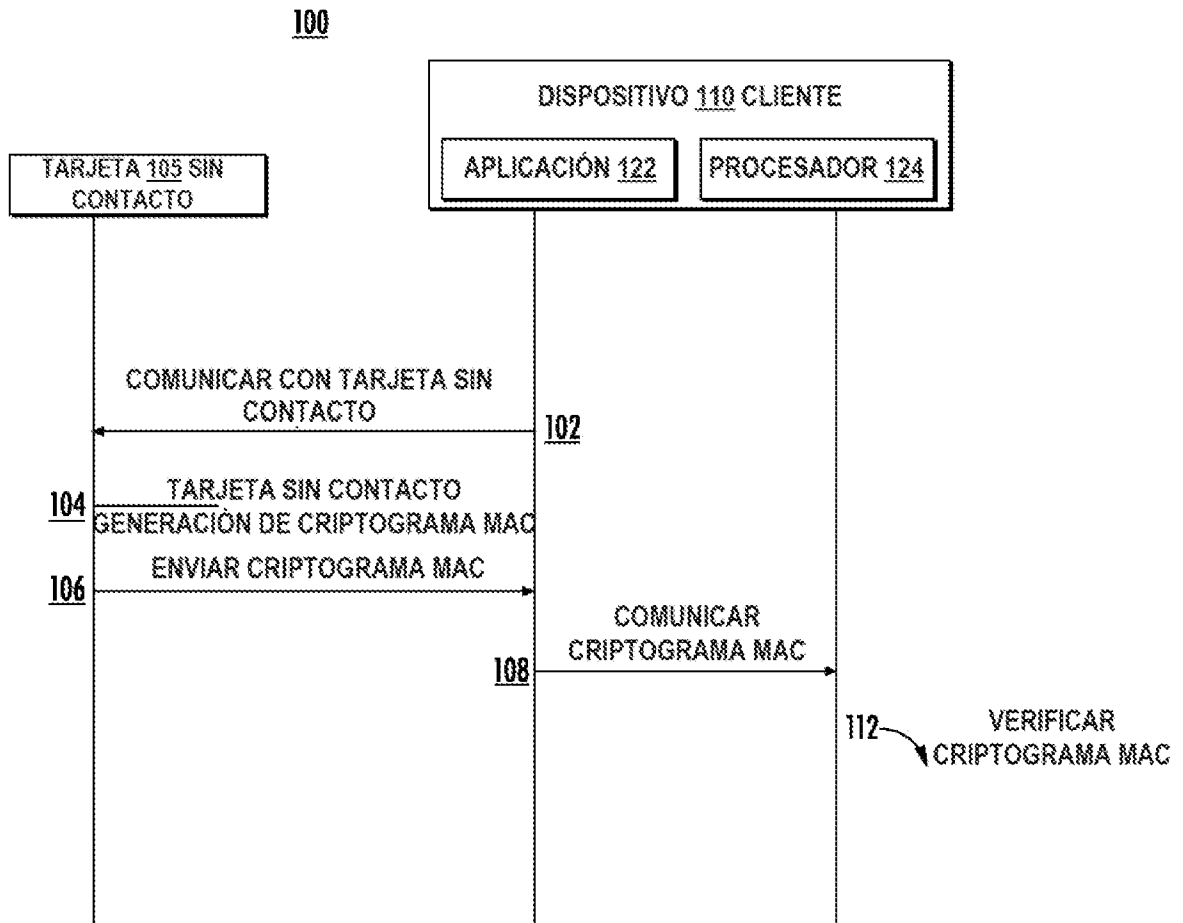 100
DISPOSITIVO 110 CLIENTE
APLICACIÓN 122
PROCESADOR 124
TARJETA 105 SIN
CONTACTO
COMUNICAR CON TARJETA SIN
CONTACTO
102
104
TARJETA SIN CONTACTO
GENERACIÓN DE CRIPTOGRAMA MAC
ENVIAR CRIPTOGRAMA MAC
106
COMUNICAR
CRIPTOGRAMA MAC
108
112
VERIFICAR
CRIPTOGRAMA MAC